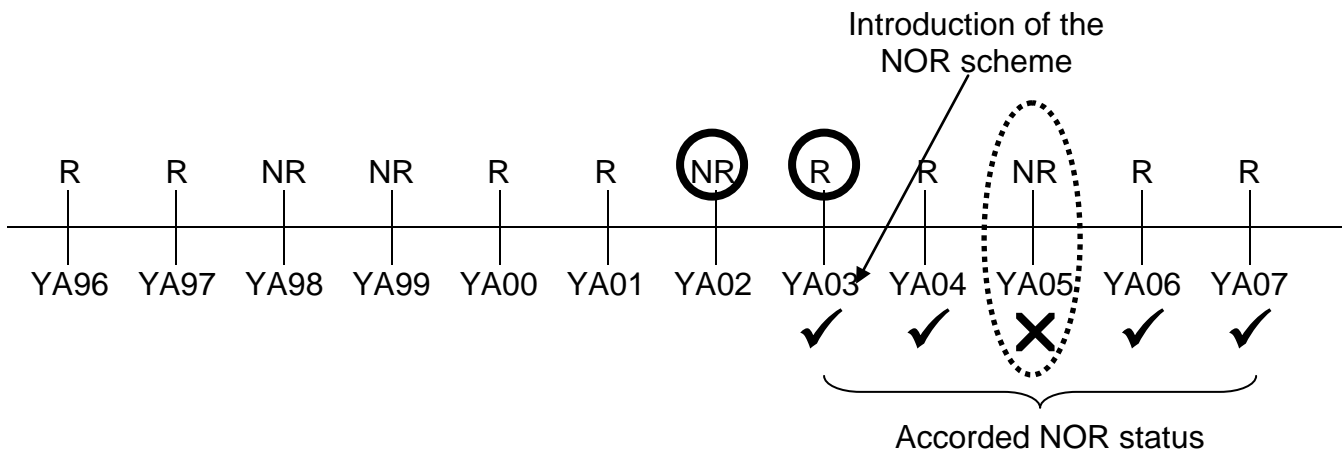 Introduction of the
NOR scheme
R R NR NR R R NR R R NR R R
YA96 YA97 YA98 YA99 YA00 YA01 YA02 YA03 YA04 YA05 YA06 YA07
Accorded NOR status